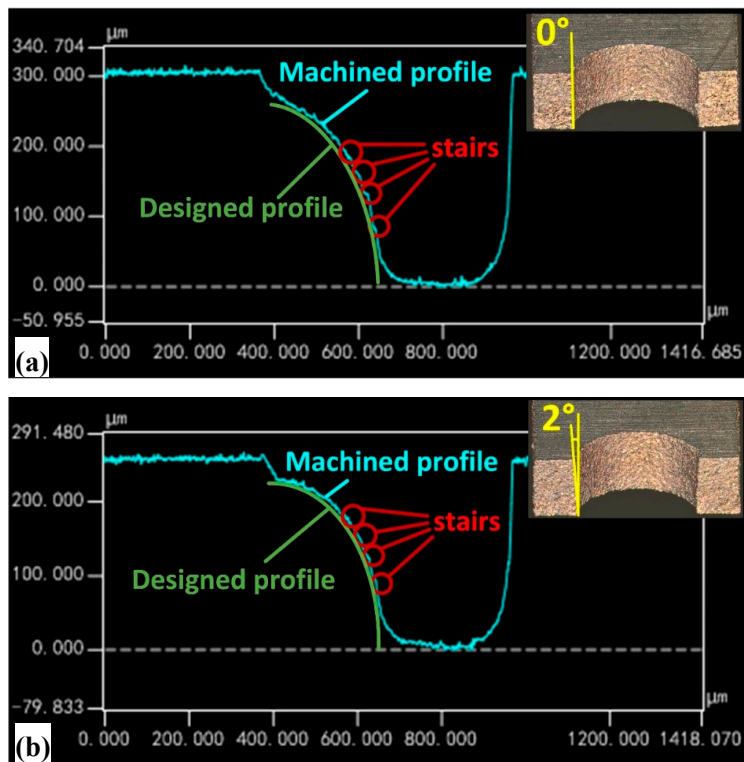 μm
340.704
300.000
200.000
100.000
0.000
-50.955
0°
Machined profile
stairs
Designed profile
μm
0.000 200.000 400.000 600.000 800.000 1200.000 1416.685
(a)
μm
291.480
200.000
100.000
0.000
-79.833
2°
Machined profile
stairs
Designed profile
μm
0.000 200.000 400.000 600.000 800.000 1200.000 1418.070
(b)